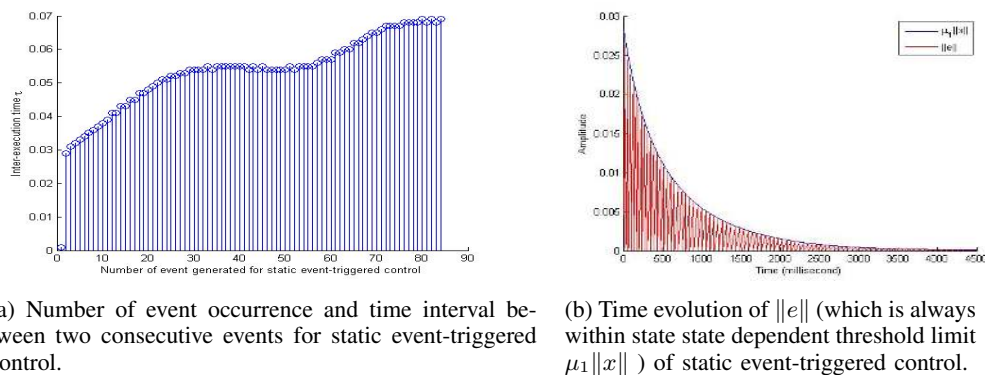 0.07
0.06
0.05
0.04
0.03
0.02
0.01
0
Inter-execution time τ
0 10 20 30 40 50 60 70 80 90
Number of event generated for static event-triggered control
0.03
0.025
0.02
0.015
0.01
0.005
0
Amplitude
μ₁||x||
||e||
0 500 1000 1500 2000 2500 3000 3500 4000 4500
Time (millisecond)
a) Number of event occurrence and time interval be-
ween two consecutive events for static event-triggered
ontrol.
(b) Time evolution of ∥e∥ (which is always
within state state dependent threshold limit
μ₁∥x∥ ) of static event-triggered control.